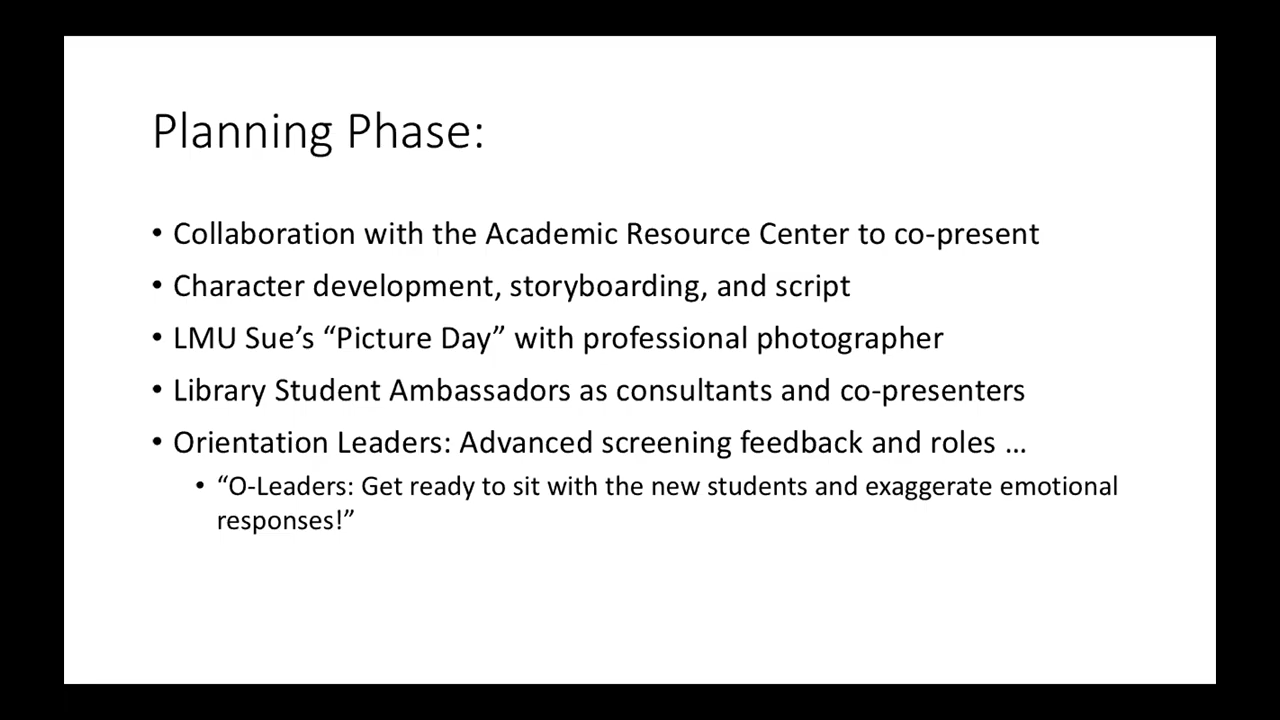 Planning Phase:
• Collaboration with the Academic Resource Center to co-present
• Character development, storyboarding, and script
• LMU Sue’s “Picture Day” with professional photographer
• Library Student Ambassadors as consultants and co-presenters
• Orientation Leaders: Advanced screening feedback and roles …
• “O-Leaders: Get ready to sit with the new students and exaggerate emotional
responses!”